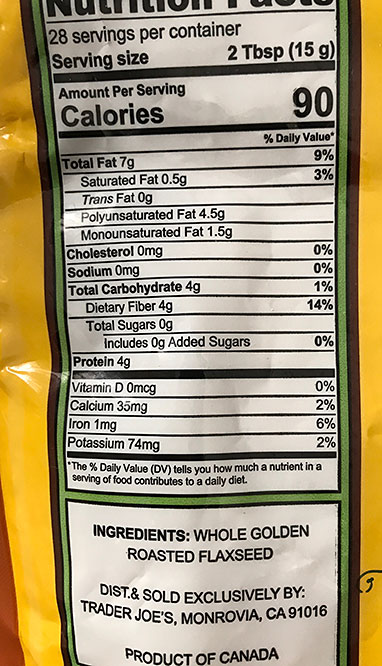 Nutrition Facts
28 servings per container
Serving size 2 Tbsp (15 g)
Amount Per Serving
Calories 90
% Daily Value*
Total Fat 7g 9%
Saturated Fat 0.5g 3%
Trans Fat 0g
Polyunsaturated Fat 4.5g
Monounsaturated Fat 1.5g
Cholesterol 0mg 0%
Sodium 0mg 0%
Total Carbohydrate 4g 1%
Dietary Fiber 4g 14%
Total Sugars 0g
Includes 0g Added Sugars 0%
Protein 4g
Vitamin D 0mcg 0%
Calcium 35mg 2%
Iron 1mg 6%
Potassium 74mg 2%
*The % Daily Value (DV) tells you how much a nutrient in a
serving of food contributes to a daily diet.
INGREDIENTS: WHOLE GOLDEN
ROASTED FLAXSEED
DIST.& SOLD EXCLUSIVELY BY:
TRADER JOE'S, MONROVIA, CA 91016
PRODUCT OF CANADA